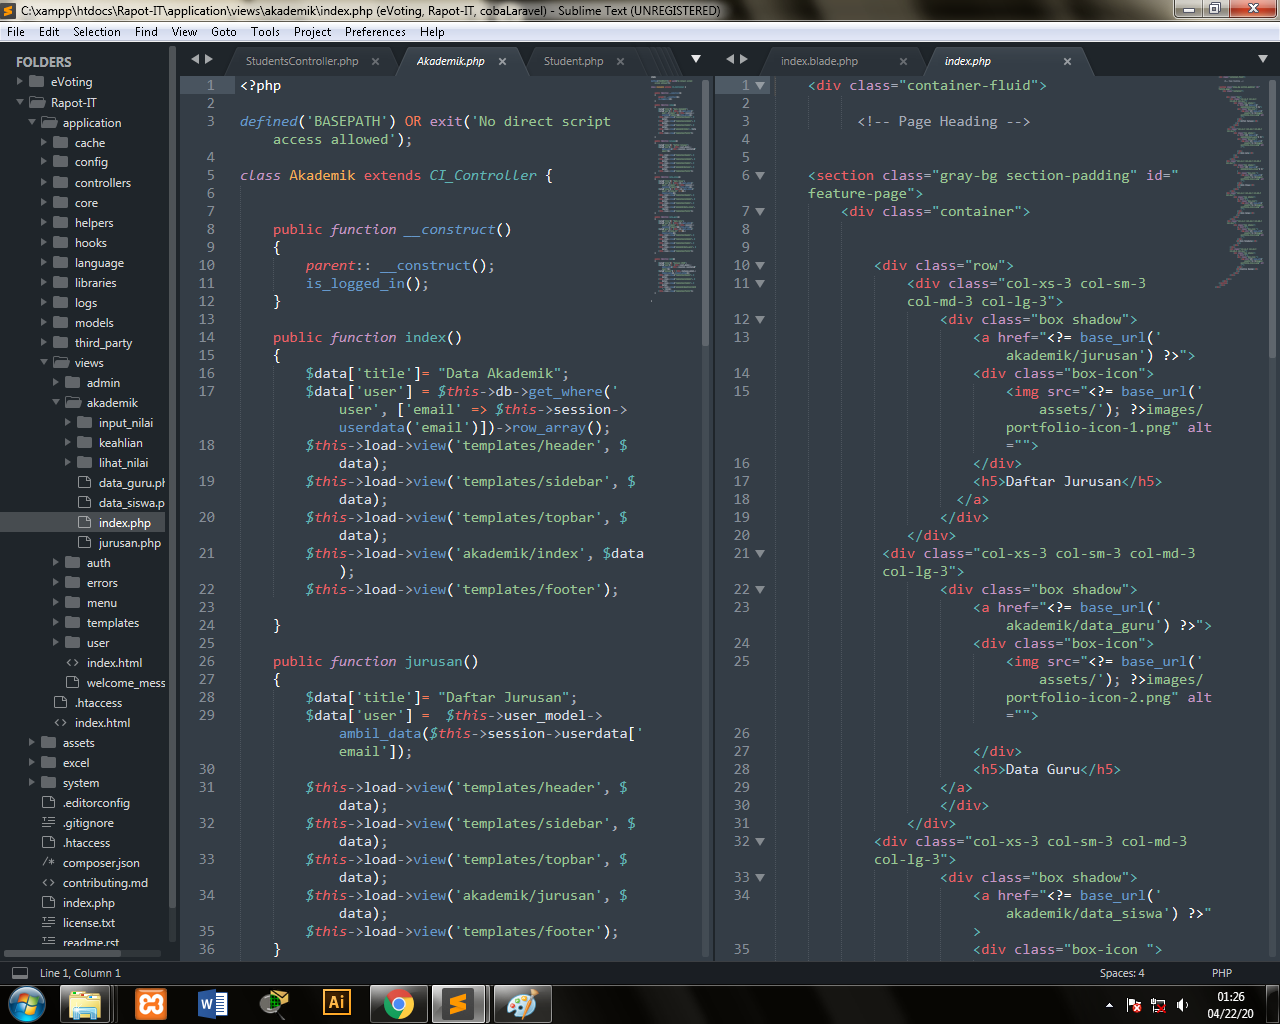 C:\xampp\htdocs\Rapot-IT\application\views\akademik\index.php (eVoting, Rapot-IT, cobaLaravel) - Sublime Text (UNREGISTERED)
File Edit Selection Find View Goto Tools Project Preferences Help
FOLDERS
eVoting
Rapot-IT
application
cache
config
controllers
core
helpers
hooks
language
libraries
logs
models
third_party
views
admin
akademik
input_nilai
keahlian
lihat_nilai
data_guru.ph
data_siswa.p
index.php
jurusan.php
auth
errors
menu
templates
user
index.html
welcome_mess
.htaccess
index.html
assets
excel
system
.editorconfig
.gitignore
.htaccess
composer.json
contributing.md
index.php
license.txt
readme.rst
StudentsController.php Akademik.php Student.php
1 <?php
2
3 defined('BASEPATH') OR exit('No direct script
access allowed');
4
5 class Akademik extends CI_Controller {
6
7
8 public function __construct()
9 {
10 parent:: __construct();
11 is_logged_in();
12 }
13
14 public function index()
15 {
16 $data['title']= "Data Akademik";
17 $data['user'] = $this->db->get_where('
user', ['email' => $this->session->
userdata('email')])->row_array();
18 $this->load->view('templates/header', $
data);
19 $this->load->view('templates/sidebar', $
data);
20 $this->load->view('templates/topbar', $
data);
21 $this->load->view('akademik/index', $data
);
22 $this->load->view('templates/footer');
23
24 }
25
26 public function jurusan()
27 {
28 $data['title']= "Daftar Jurusan";
29 $data['user'] =  $this->user_model->
ambil_data($this->session->userdata['
email']);
30
31 $this->load->view('templates/header', $
data);
32 $this->load->view('templates/sidebar', $
data);
33 $this->load->view('templates/topbar', $
data);
34 $this->load->view('akademik/jurusan', $
data);
35 $this->load->view('templates/footer');
36 }
index.blade.php index.php
1 <div class="container-fluid">
2
3 <!-- Page Heading -->
4
5
6 <section class="gray-bg section-padding" id="
feature-page">
7 <div class="container">
8
9
10 <div class="row">
11 <div class="col-xs-3 col-sm-3
col-md-3 col-lg-3">
12 <div class="box shadow">
13 <a href="<?= base_url('
akademik/jurusan') ?>">
14 <div class="box-icon">
15 <img src="<?= base_url('
assets/'); ?>images/
portfolio-icon-1.png" alt
="">
16 </div>
17 <h5>Daftar Jurusan</h5>
18 </a>
19 </div>
20 </div>
21 <div class="col-xs-3 col-sm-3 col-md-3
col-lg-3">
22 <div class="box shadow">
23 <a href="<?= base_url('
akademik/data_guru') ?>">
24 <div class="box-icon">
25 <img src="<?= base_url('
assets/'); ?>images/
portfolio-icon-2.png" alt
="">
26
27 </div>
28 <h5>Data Guru</h5>
29 </a>
30 </div>
31 </div>
32 <div class="col-xs-3 col-sm-3 col-md-3
col-lg-3">
33 <div class="box shadow">
34 <a href="<?= base_url('
akademik/data_siswa') ?>"
>
35 <div class="box-icon ">
Line 1, Column 1
Spaces: 4
PHP
Ai
01:26
04/22/20